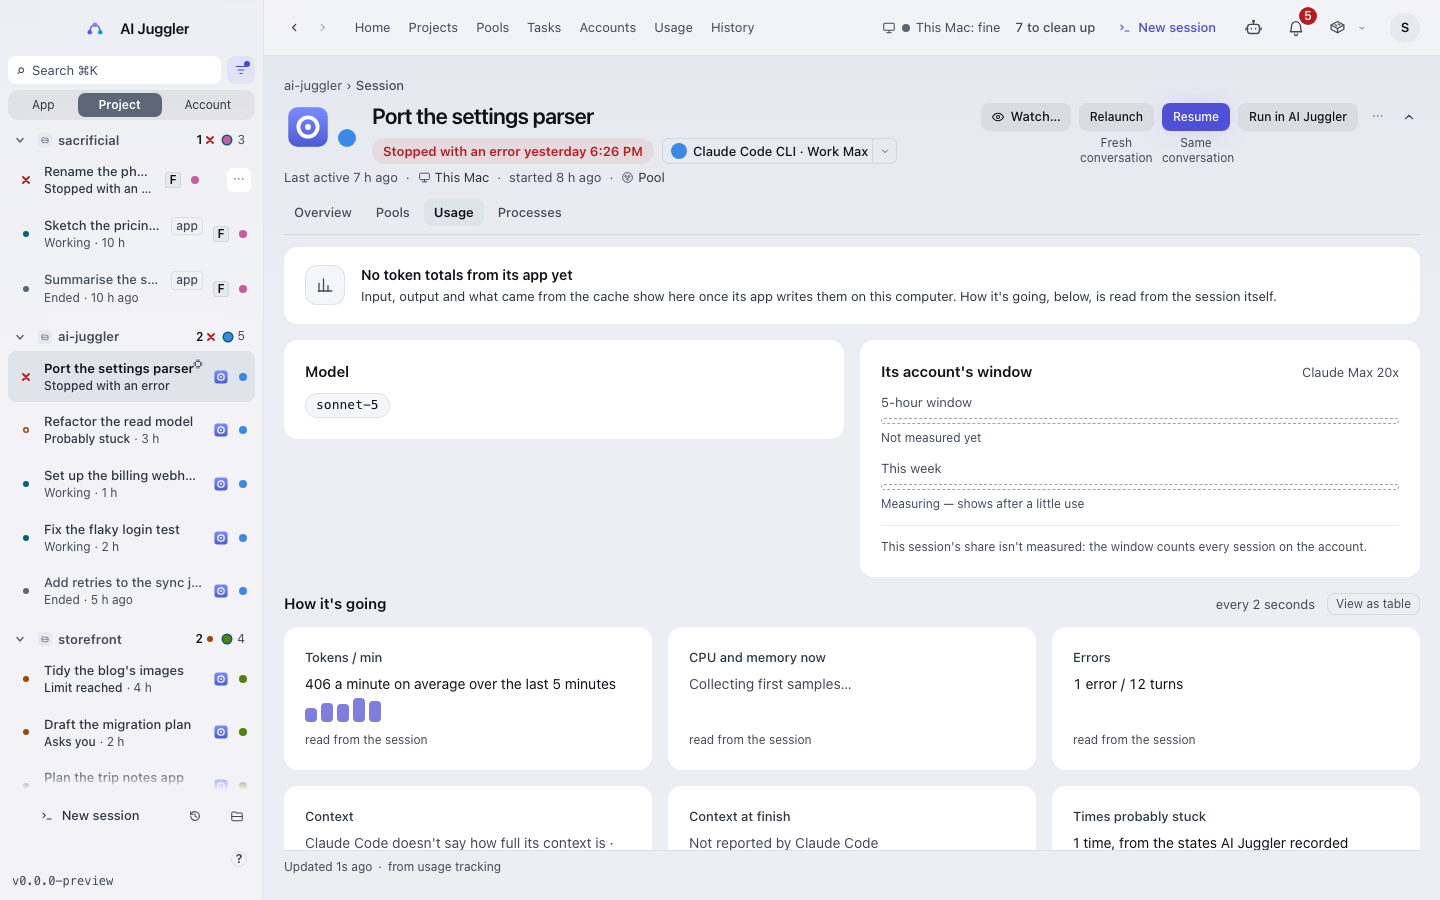 AI Juggler
Search ⌘K
App
Project
Account
sacrificial
1
3
Rename the ph...
Stopped with an ...
F
...
Sketch the pricin...
app
Working · 10 h
F
Summarise the s...
app
Ended · 10 h ago
F
ai-juggler
2
5
Port the settings parser
Stopped with an error
Refactor the read model
Probably stuck · 3 h
Set up the billing webh...
Working · 1 h
Fix the flaky login test
Working · 2 h
Add retries to the sync j...
Ended · 5 h ago
storefront
2
4
Tidy the blog's images
Limit reached · 4 h
Draft the migration plan
Asks you · 2 h
Plan the trip notes app
New session
?
v0.0.0-preview
Home
Projects
Pools
Tasks
Accounts
Usage
History
This Mac: fine
7 to clean up
New session
5
S
ai-juggler › Session
Port the settings parser
Stopped with an error yesterday 6:26 PM
Claude Code CLI · Work Max
Last active 7 h ago · This Mac · started 8 h ago · Pool
Watch...
Relaunch
Fresh conversation
Resume
Same conversation
Run in AI Juggler
...
Overview
Pools
Usage
Processes
No token totals from its app yet
Input, output and what came from the cache show here once its app writes them on this computer. How it's going, below, is read from the session itself.
Model
sonnet-5
Its account's window
Claude Max 20x
5-hour window
Not measured yet
This week
Measuring — shows after a little use
This session's share isn't measured: the window counts every session on the account.
How it's going
every 2 seconds
View as table
Tokens / min
406 a minute on average over the last 5 minutes
read from the session
CPU and memory now
Collecting first samples...
read from the session
Errors
1 error / 12 turns
read from the session
Context
Claude Code doesn't say how full its context is ·
Context at finish
Not reported by Claude Code
Times probably stuck
1 time, from the states AI Juggler recorded
Updated 1s ago · from usage tracking